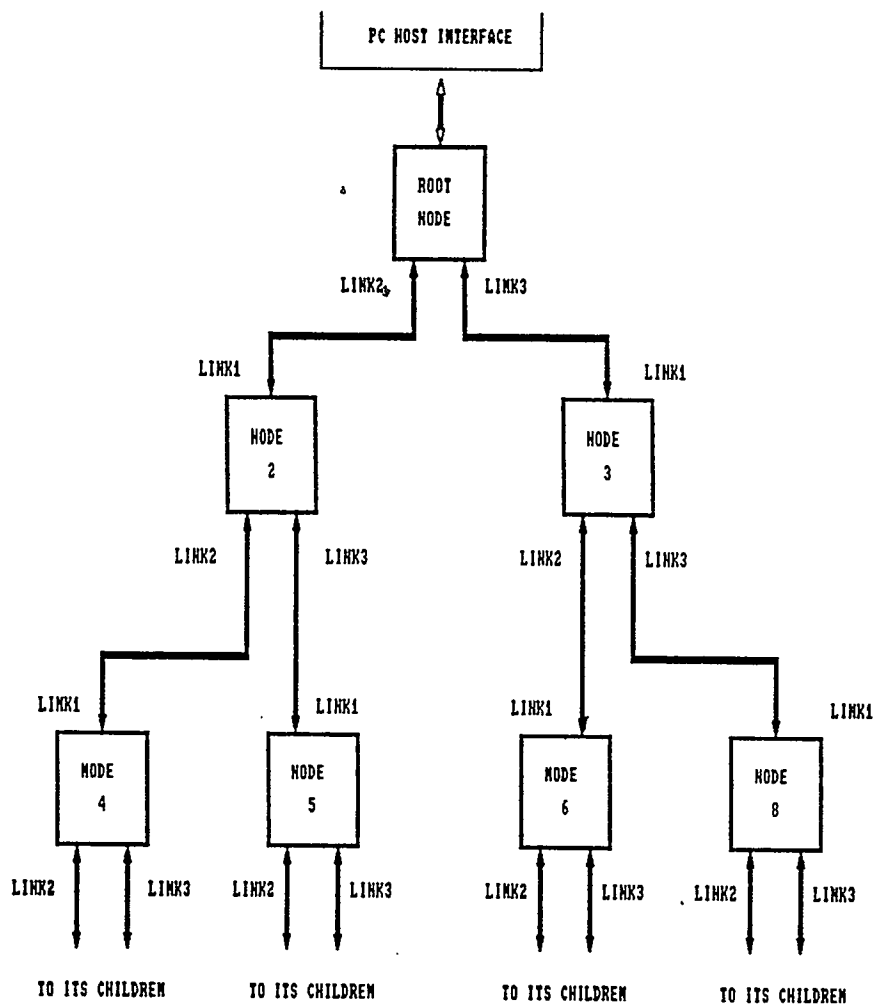 PC HOST INTERFACE
ROOT
NODE
LINK2
LINK3
LINK1
LINK1
NODE
2
NODE
3
LINK2
LINK3
LINK2
LINK3
LINK1
LINK1
LINK1
LINK1
NODE
4
NODE
5
NODE
6
NODE
8
LINK2
LINK3
LINK2
LINK3
LINK2
LINK3
LINK2
LINK3
TO ITS CHILDREN
TO ITS CHILDREN
TO ITS CHILDREN
TO ITS CHILDREN